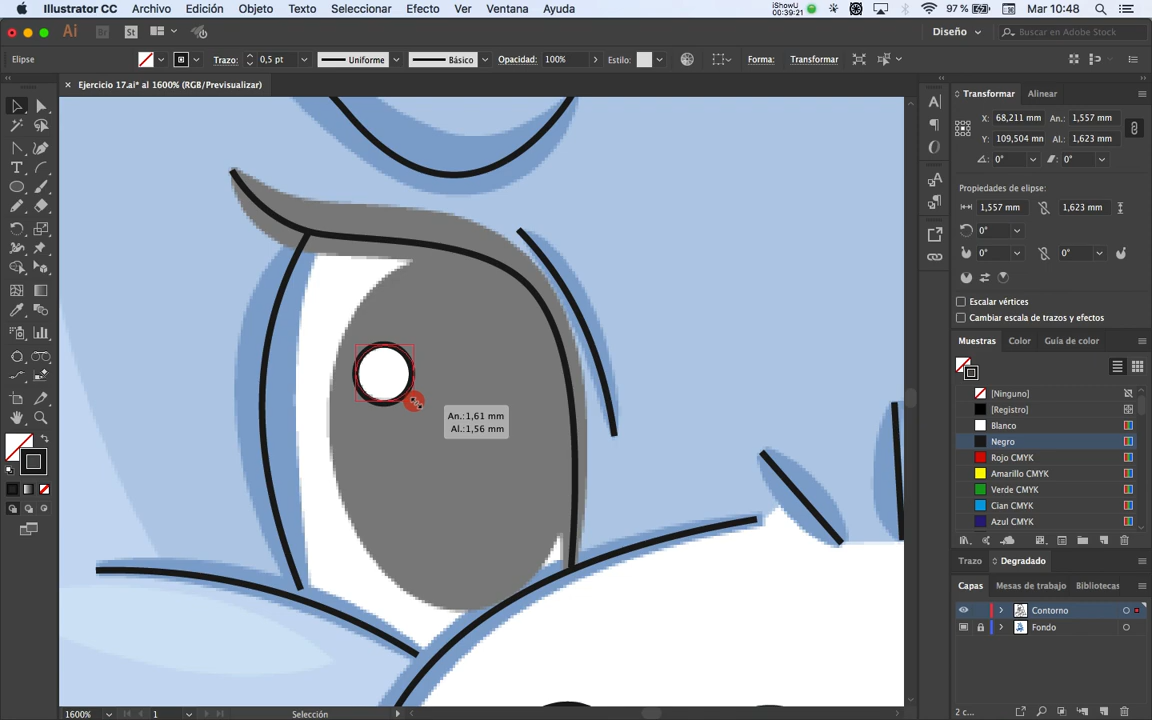 Illustrator CC Archivo Edición Objeto Texto Seleccionar Efecto Ver Ventana Ayuda
iShowU
00:39:21
97 %
Mar 10:48
Ai Br St
Diseño
Buscar en Adobe Stock
Elipse
Trazo: 0,5 pt
Uniforme
Básico
Opacidad: 100%
Estilo:
Forma:
Transformar
Ejercicio 17.ai* al 1600% (RGB/Previsualizar)
Transformar Alinear
X: 68,211 mm An.: 1,557 mm
Y: 109,504 mm Al.: 1,623 mm
0° 0°
Propiedades de elipse:
1,557 mm 1,623 mm
0°
0° 0°
Escalar vértices
Cambiar escala de trazos y efectos
Muestras Color Guía de color
[Ninguno]
[Registro]
Blanco
Negro
Rojo CMYK
Amarillo CMYK
Verde CMYK
Cian CMYK
Azul CMYK
An.:1,61 mm
Al.:1,56 mm
Trazo Degradado
Capas Mesas de trabajo Bibliotecas
Contorno
Fondo
2 c...
1600% 1 Selección